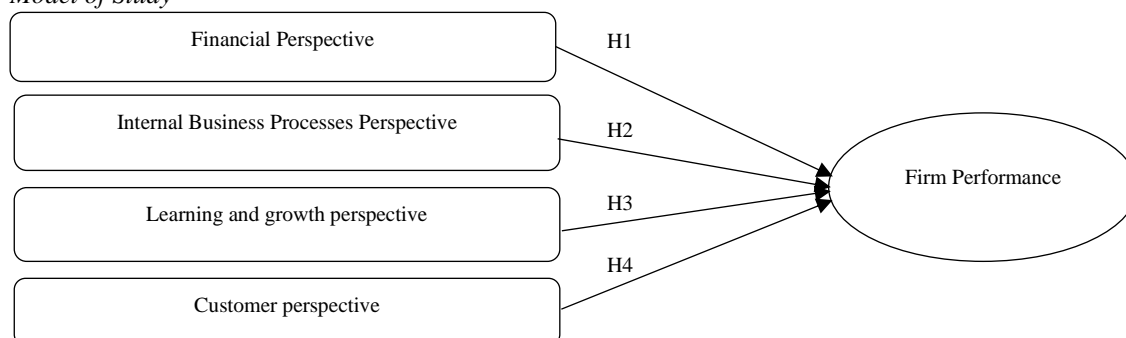 Model of Study
Financial Perspective
H1
Internal Business Processes Perspective
H2
Firm Performance
Learning and growth perspective
H3
H4
Customer perspective